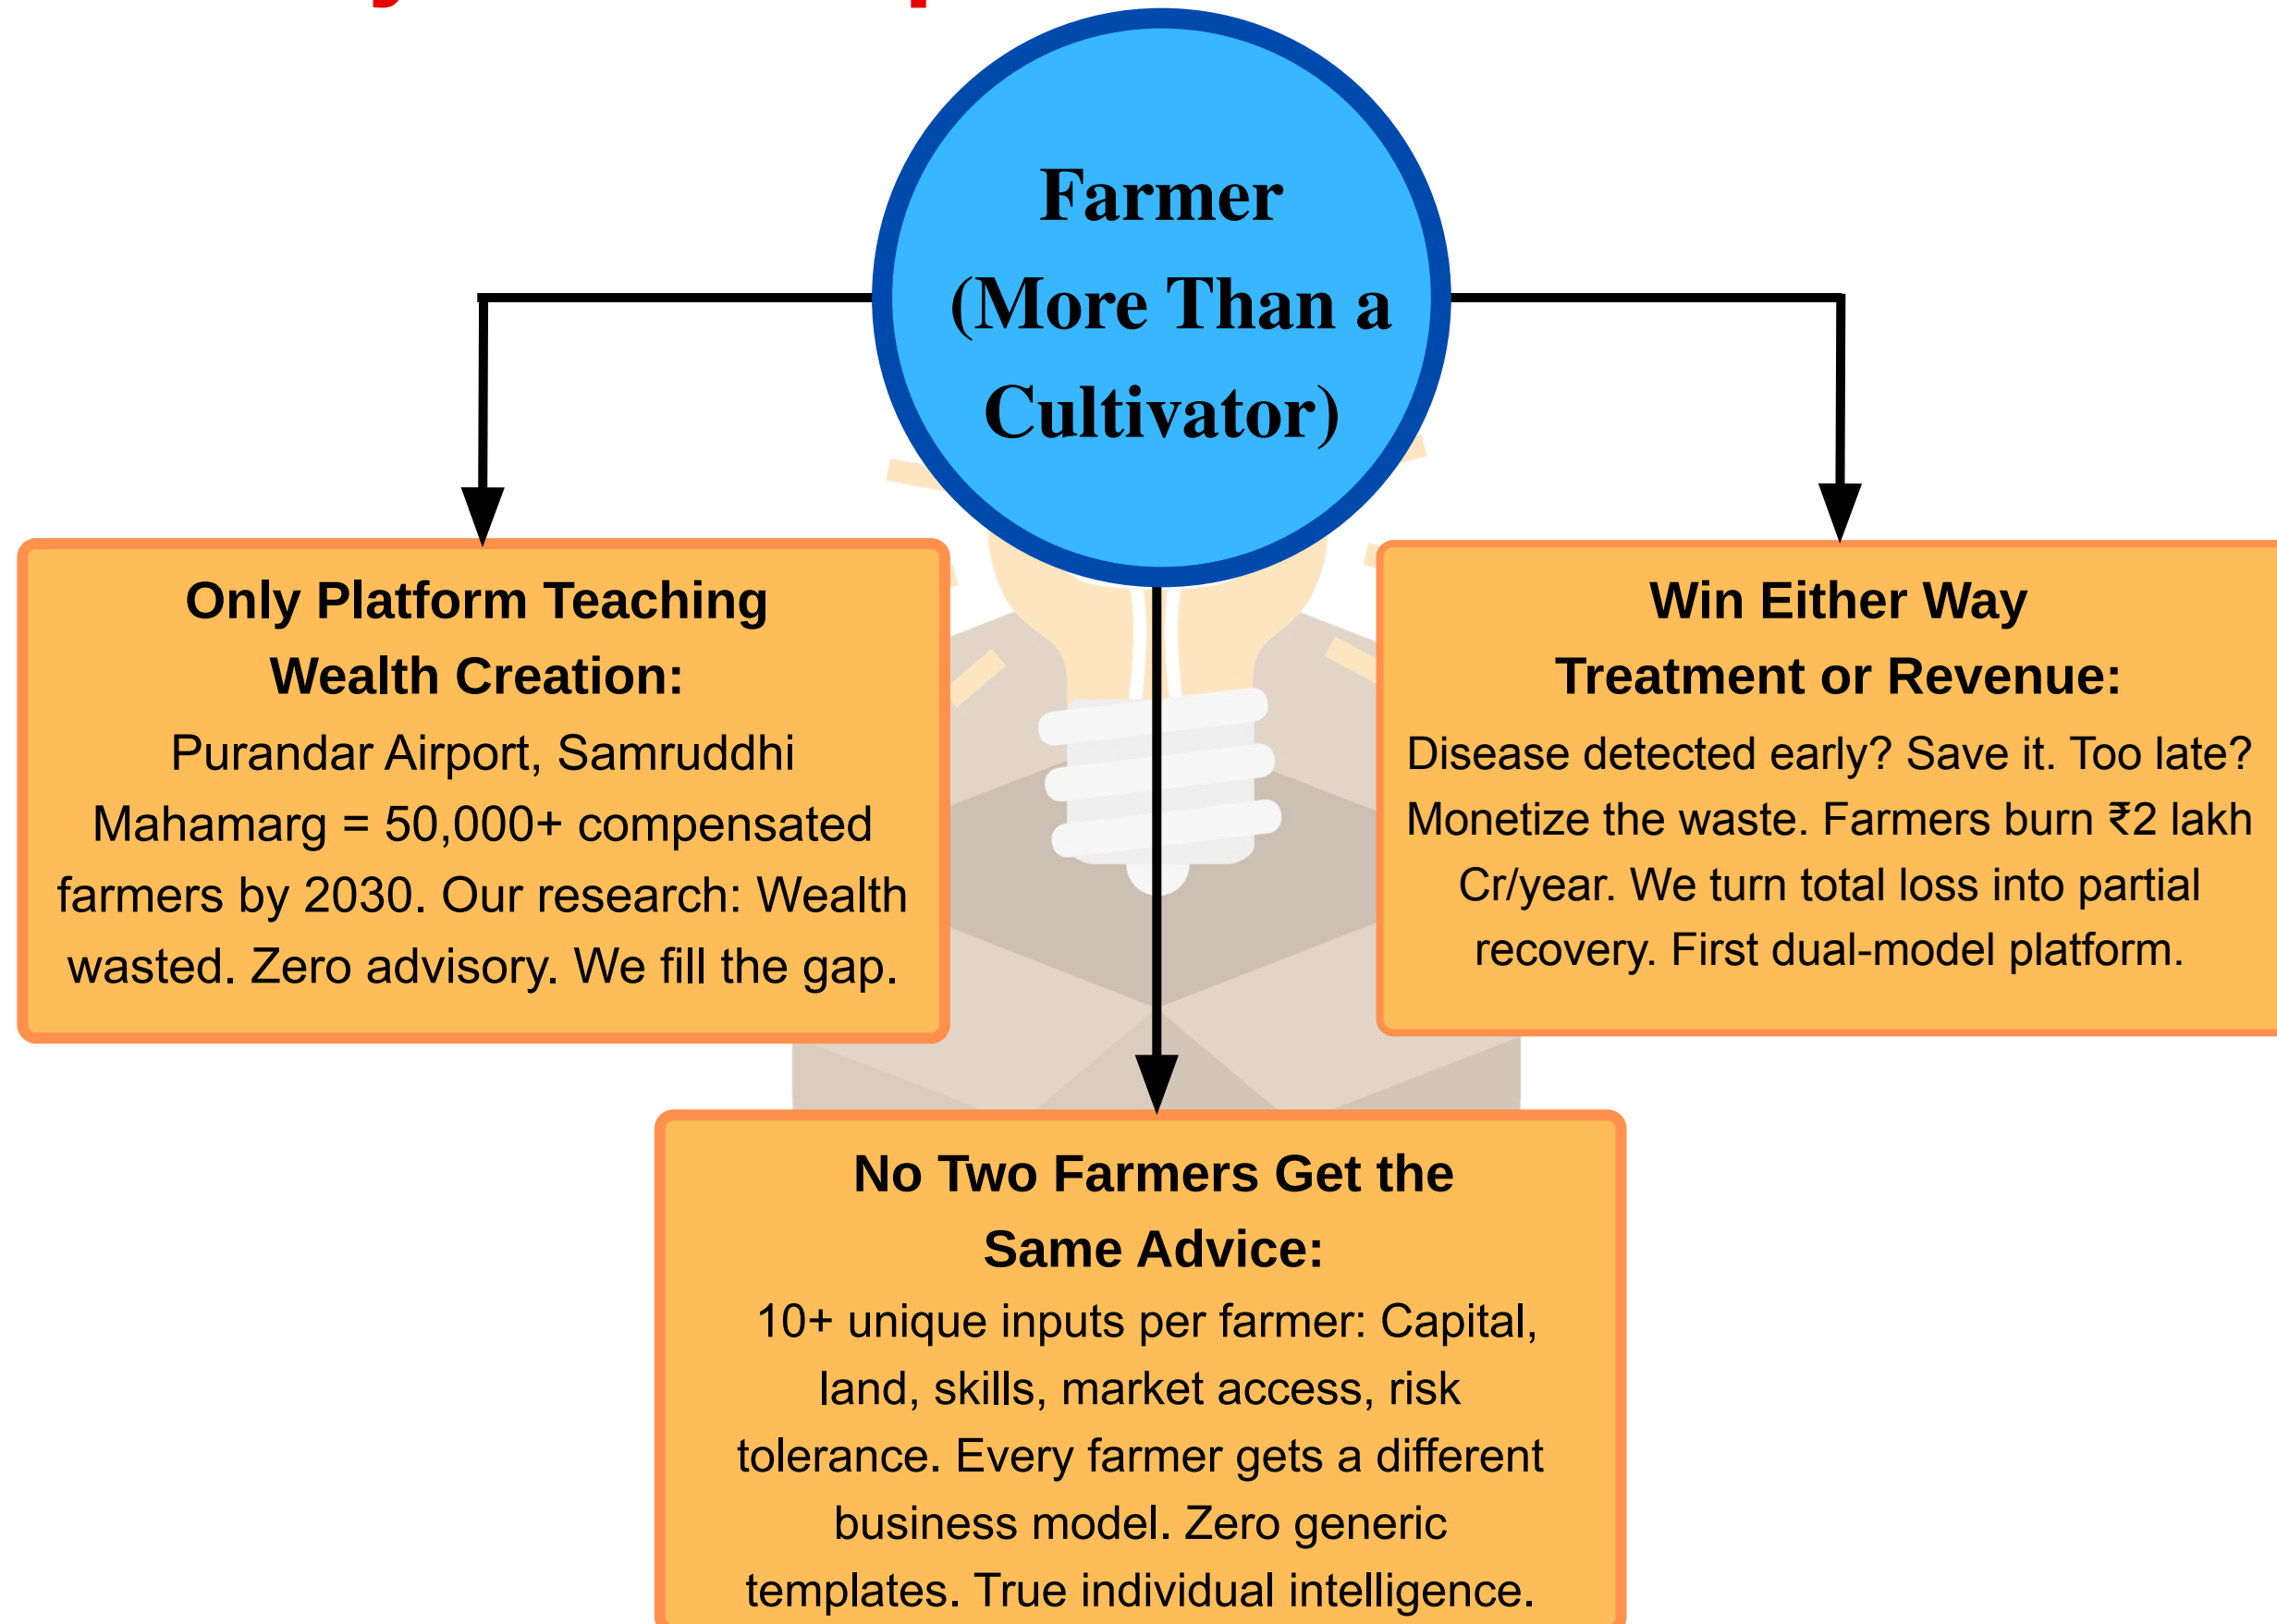 Farmer
(More Than a
Cultivator)
Only Platform Teaching
Wealth Creation:
Purandar Airport, Samruddhi
Mahamarg = 50,000+ compensated
farmers by 2030. Our research: Wealth
wasted. Zero advisory. We fill the gap.
Win Either Way
Treatment or Revenue:
Disease detected early? Save it. Too late?
Monetize the waste. Farmers burn ₹2 lakh
Cr/year. We turn total loss into partial
recovery. First dual-model platform.
No Two Farmers Get the
Same Advice:
10+ unique inputs per farmer: Capital,
land, skills, market access, risk
tolerance. Every farmer gets a different
business model. Zero generic
templates. True individual intelligence.